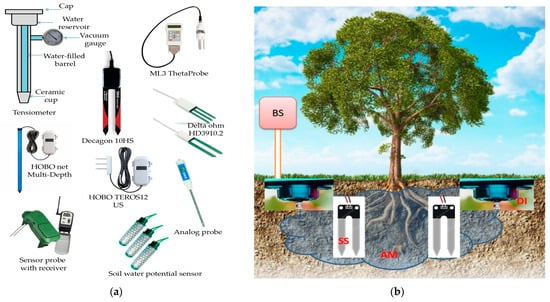 Cap
Water
reservoir
Vacuum
gauge
Water-filled
barrel
Ceramic
cup
Tensiometer
ML3 ThetaProbe
Decagon 10HS
Delta ohm
HD3910.2
HOBO net
Multi-Depth
HOBO TEROS12
US
Analog probe
Sensor probe
with receiver
Soil water potential sensor
(a)
BS
DI
SS
AM
(b)